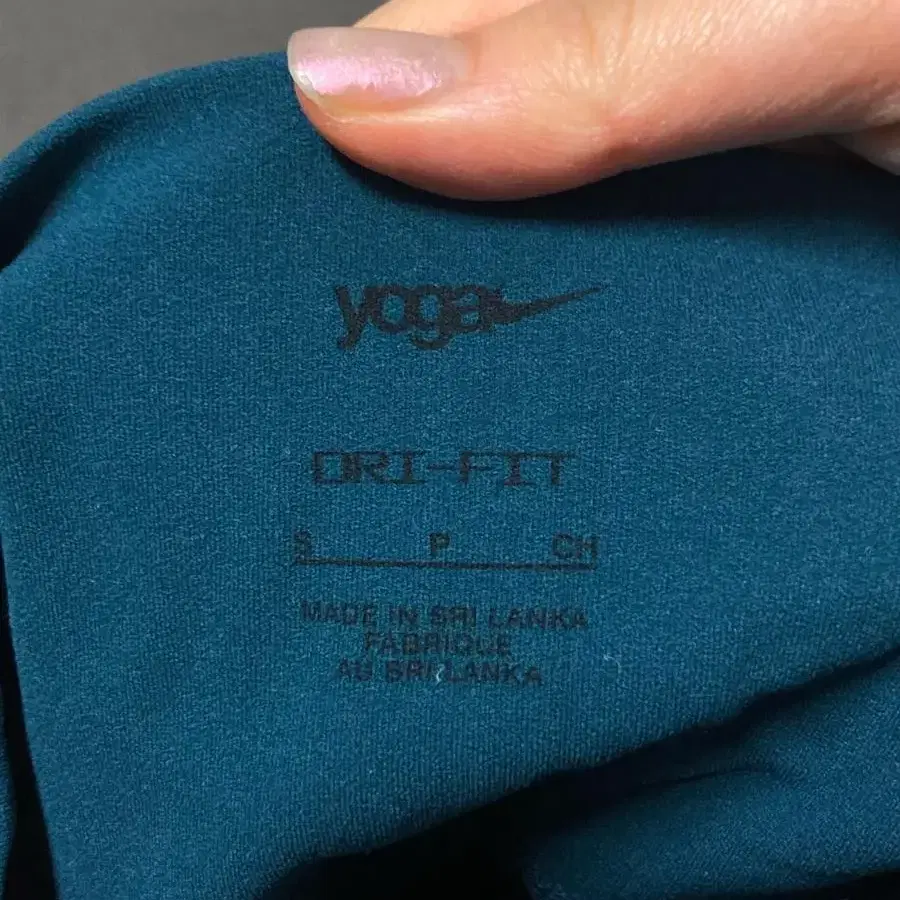 yoga
DRI-FIT
S P CH
MADE IN SRI LANKA
FABRIQUE
AU SRI LANKA